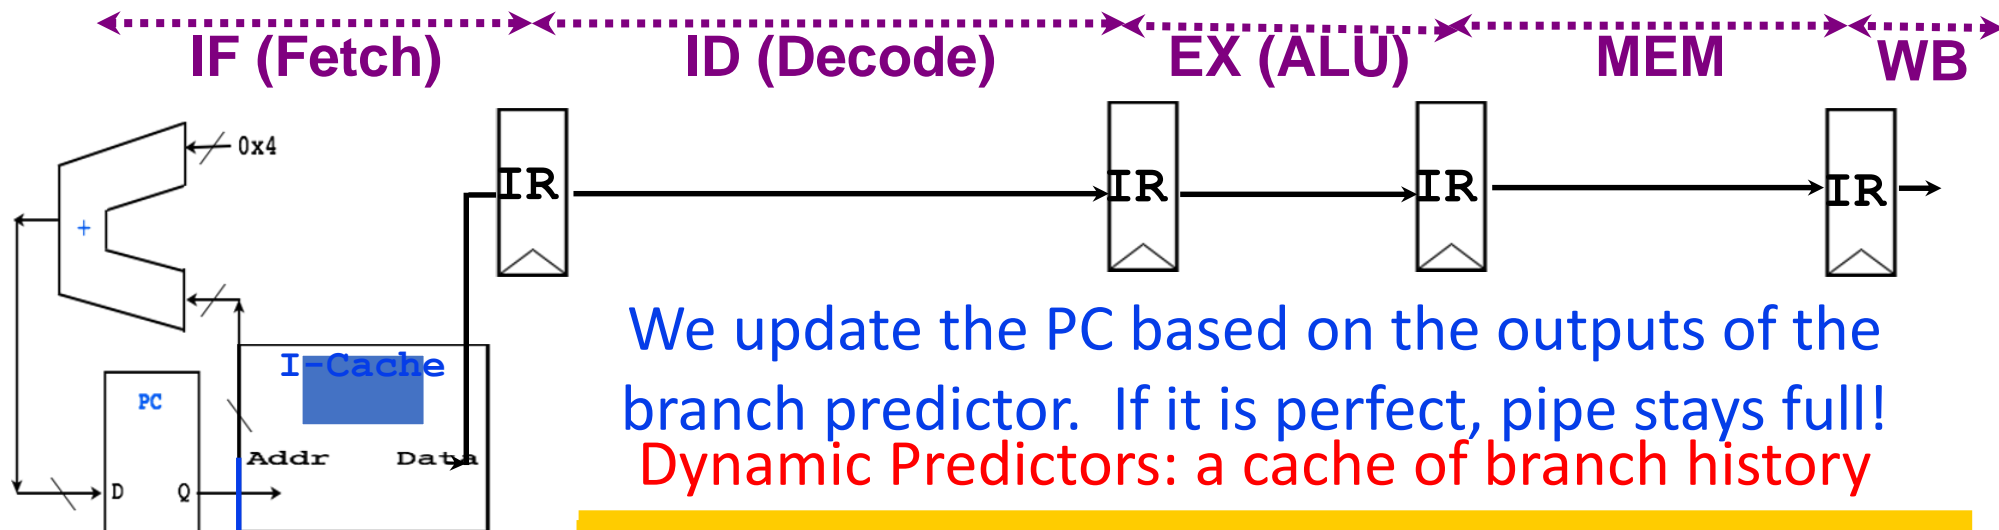 IF (Fetch) ID (Decode) EX (ALU) MEM WB
0x4
IR IR IR IR
+
We update the PC based on the outputs of the
I-Cache
PC
branch predictor. If it is perfect, pipe stays full!
Addr Data
Dynamic Predictors: a cache of branch history
D Q